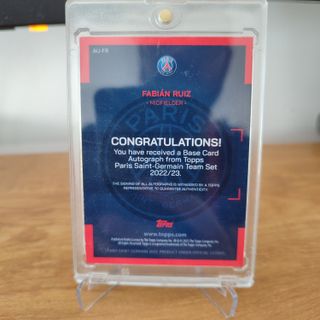 AU-FR
PARIS
FABIÁN RUIZ
• MIDFIELDER •
CONGRATULATIONS!
You have received a Base Card
Autograph from Topps
Paris Saint-Germain Team Set
2022/23.
THE SIGNING OF ALL AUTOGRAPHS IS WITNESSED BY A TOPPS
REPRESENTATIVE TO GUARANTEE AUTHENTICITY.
Topps
www.topps.com